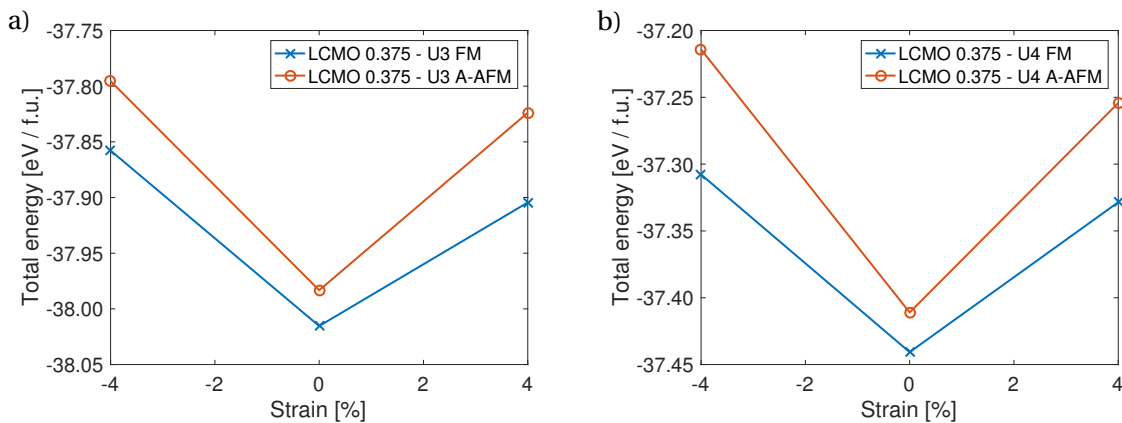 a)
Total energy [eV / f.u.]
-37.75
-37.80
-37.85
-37.90
-37.95
-38.00
-38.05
LCMO 0.375 - U3 FM
LCMO 0.375 - U3 A-AFM
-4 -2 0 2 4
Strain [%]
b)
Total energy [eV / f.u.]
-37.20
-37.25
-37.30
-37.35
-37.40
-37.45
LCMO 0.375 - U4 FM
LCMO 0.375 - U4 A-AFM
-4 -2 0 2 4
Strain [%]